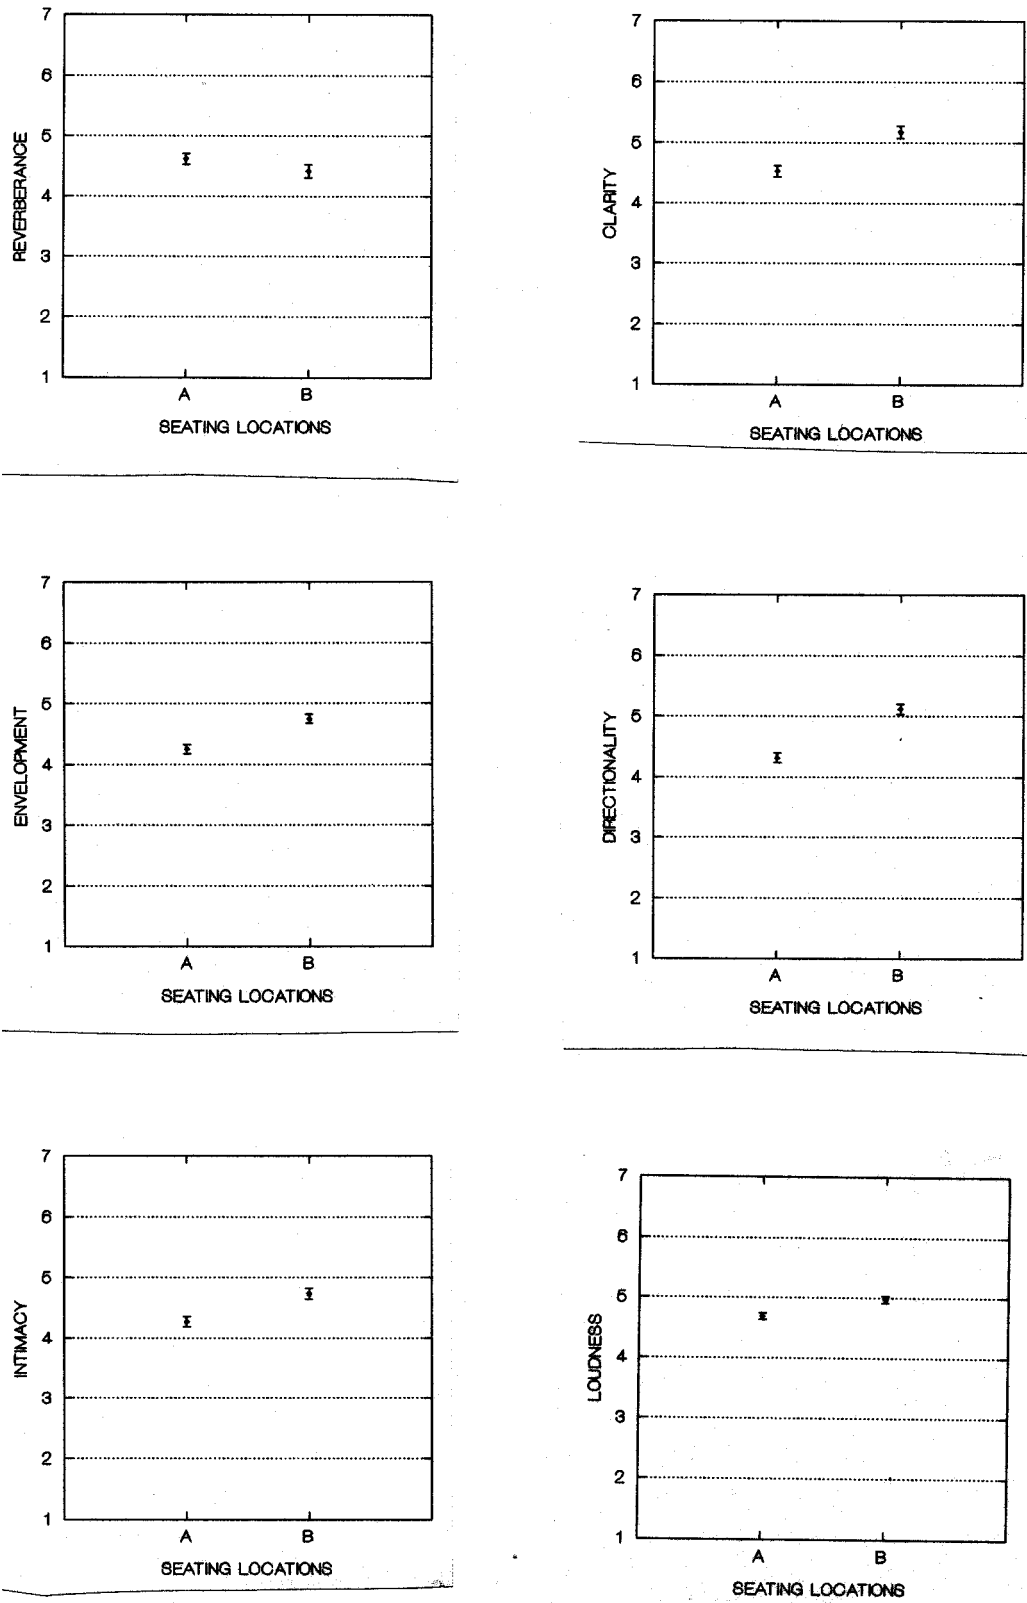 7
6
5
4
3
2
1
REVERBERANCE
A B
SEATING LOCATIONS
7
6
5
4
3
2
1
CLARITY
A B
SEATING LOCATIONS
7
6
5
4
3
2
1
ENVELOPMENT
A B
SEATING LOCATIONS
7
6
5
4
3
2
1
DIRECTIONALITY
A B
SEATING LOCATIONS
7
6
5
4
3
2
1
INTIMACY
A B
SEATING LOCATIONS
7
6
5
4
3
2
1
LOUDNESS
A B
SEATING LOCATIONS